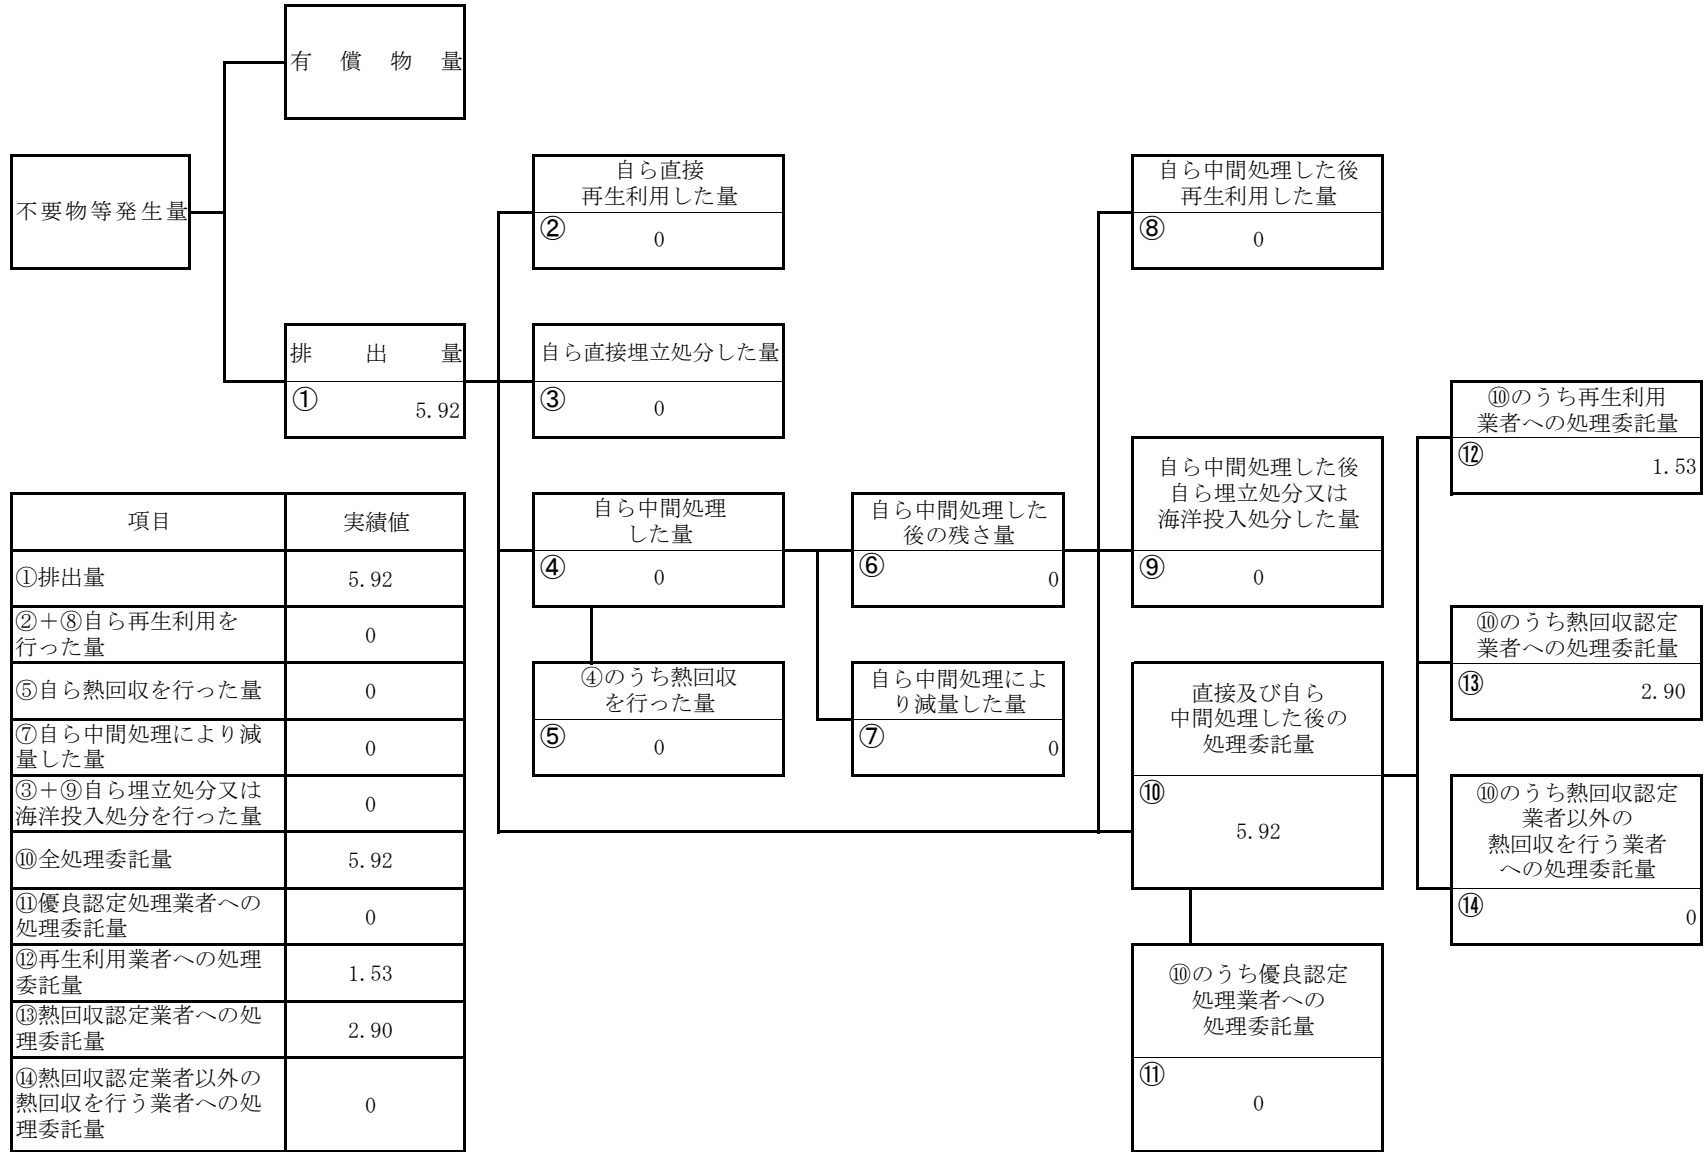 有償物量
不要物等発生量
排出量
①
5.92
自ら直接
再生利用した量
②
0
自ら直接埋立処分した量
③
0
自ら中間処理
した量
④
0
④のうち熱回収
を行った量
⑤
0
自ら中間処理した
後の残さ量
⑥
0
自ら中間処理によ
り減量した量
⑦
0
自ら中間処理した後
再生利用した量
⑧
0
自ら中間処理した後
自ら埋立処分又は
海洋投入処分した量
⑨
0
直接及び自ら
中間処理した後の
処理委託量
⑩
5.92
⑩のうち優良認定
処理業者への
処理委託量
⑪
0
⑩のうち再生利用
業者への処理委託量
⑫
1.53
⑩のうち熱回収認定
業者への処理委託量
⑬
2.90
⑩のうち熱回収認定
業者以外の
熱回収を行う業者
への処理委託量
⑭
0
項目 実績値
①排出量 5.92
②＋⑧自ら再生利用を
行った量
0
⑤自ら熱回収を行った量 0
⑦自ら中間処理により減
量した量
0
③＋⑨自ら埋立処分又は
海洋投入処分を行った量
0
⑩全処理委託量 5.92
⑪優良認定処理業者への
処理委託量
0
⑫再生利用業者への処理
委託量
1.53
⑬熱回収認定業者への処
理委託量
2.90
⑭熱回収認定業者以外の
熱回収を行う業者への処
理委託量
0